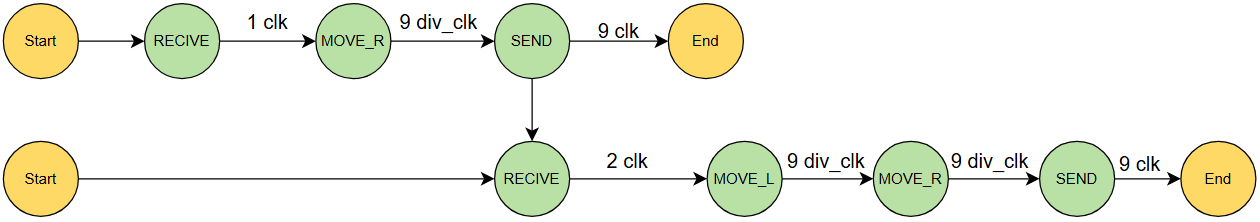 Start
RECIVE
1 clk
MOVE_R
9 div_clk
SEND
9 clk
End
Start
RECIVE
2 clk
MOVE_L
9 div_clk
MOVE_R
9 div_clk
SEND
9 clk
End